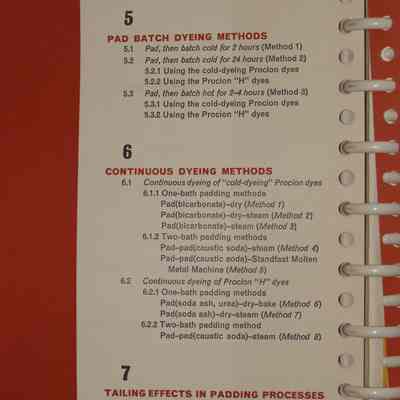 5
PAD BATCH DYEING METHODS
5.1 Pad, then batch cold for 2 hours (Method 1)
5.2 Pad, then batch cold for 24 hours (Method 2)
5.2.1 Using the cold-dyeing Procion dyes
5.2.2 Using the Procion "H" dyes
5.3 Pad, then batch hot for 2–4 hours (Method 3)
5.3.1 Using the cold-dyeing Procion dyes
5.3.2 Using the Procion "H" dyes
6
CONTINUOUS DYEING METHODS
6.1 Continuous dyeing of "cold-dyeing" Procion dyes
6.1.1 One-bath padding methods
Pad(bicarbonate)–dry (Method 1)
Pad(bicarbonate)–dry–steam (Method 2)
Pad(bicarbonate)–steam (Method 3)
6.1.2 Two-bath padding methods
Pad–pad(caustic soda)–steam (Method 4)
Pad–pad(caustic soda)–Standfast Molten
Metal Machine (Method 5)
6.2 Continuous dyeing of Procion "H" dyes
6.2.1 One-bath padding methods
Pad(soda ash, urea)–dry–bake (Method 6)
Pad(soda ash)–dry–steam (Method 7)
6.2.2 Two-bath padding method
Pad–pad(caustic soda)–steam (Method 8)
7
TAILING EFFECTS IN PADDING PROCESSES